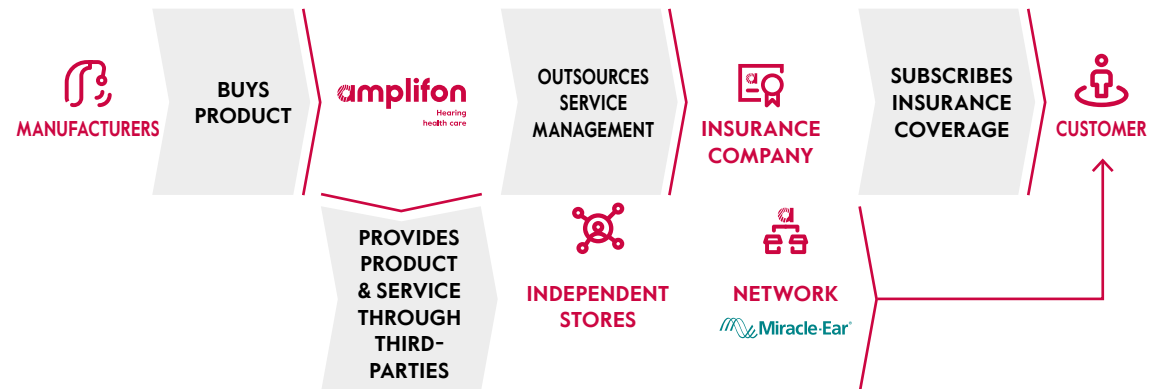 MANUFACTURERS
BUYS
PRODUCT
amplifon
Hearing
health care
OUTSOURCES
SERVICE
MANAGEMENT
INSURANCE
COMPANY
SUBSCRIBES
INSURANCE
COVERAGE
CUSTOMER
PROVIDES
PRODUCT
& SERVICE
THROUGH
THIRD-
PARTIES
INDEPENDENT
STORES
NETWORK
Miracle-Ear®